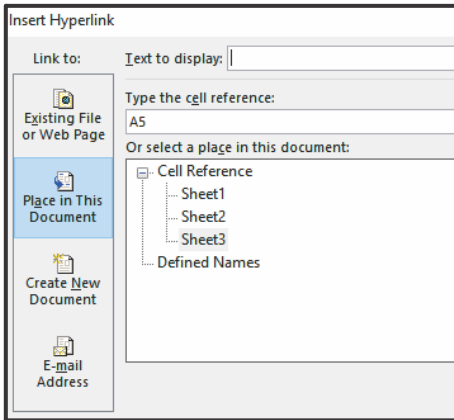 Insert Hyperlink
Link to:
Text to display:
Existing File
or Web Page
Place in This
Document
Create New
Document
E-mail
Address
Type the cell reference:
A5
Or select a place in this document:
Cell Reference
Sheet1
Sheet2
Sheet3
Defined Names